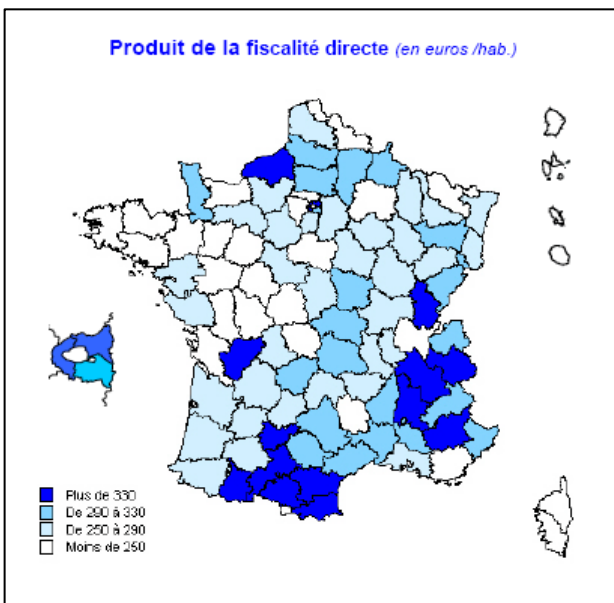 Produit de la fiscalité directe (en euros /hab.)
Plus de 330
De 290 à 330
De 250 à 290
Moins de 250